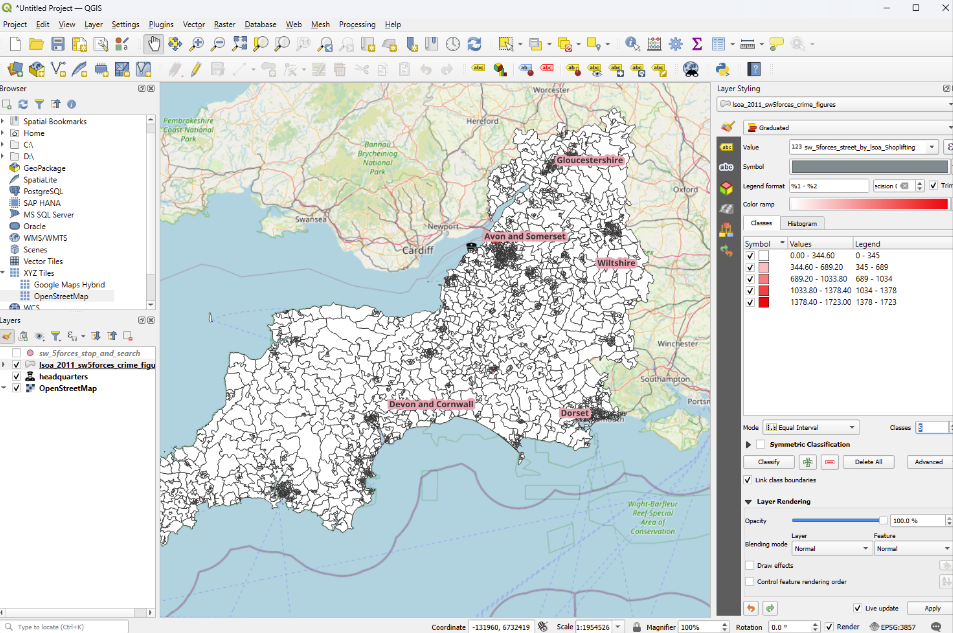 *Untitled Project — QGIS
Project Edit View Layer Settings Plugins Vector Raster Database Web Mesh Processing Help
Browser
Spatial Bookmarks
Home
C:\
D:\
GeoPackage
SpatiaLite
PostgreSQL
SAP HANA
MS SQL Server
Oracle
WMS/WMTS
Scenes
Vector Tiles
XYZ Tiles
Google Maps Hybrid
OpenStreetMap
WCS
Layers
sw_5forces_stop_and_search
lsoa_2011_sw5forces_crime_figu
headquarters
OpenStreetMap
Worcester
Pembrokeshire
Coast National
Park
Hereford
Bannau
Brycheiniog
National
Park
Gloucestershire
Oxford
Swansea
Newport
Cardiff
Avon and Somerset
Wiltshire
Winchester
Southampton
Portsm
Devon and Cornwall
Dorset
Wight-Barfleur
Reef-Special
Area of
Conservation
Layer Styling
lsoa_2011_sw5forces_crime_figures
Graduated
Value 123 sw_5forces_street_by_lsoa_Shoplifting
Symbol
Legend format %1 - %2 Trim
Color ramp
Classes Histogram
Symbol Values Legend
0.00 - 344.60 0 - 345
344.60 - 689.20 345 - 689
689.20 - 1033.80 689 - 1034
1033.80 - 1378.40 1034 - 1378
1378.40 - 1723.00 1378 - 1723
Mode Equal Interval Classes 5
Symmetric Classification
Classify Delete All Advanced
Link class boundaries
Layer Rendering
Opacity 100.0 %
Layer Feature
Blending mode Normal Normal
Draw effects
Control feature rendering order
Live update Apply
Type to locate (Ctrl+K) Coordinate -131960, 6732419 Scale 1:1954526 Magnifier 100% Rotation 0.0 ° Render EPSG:3857